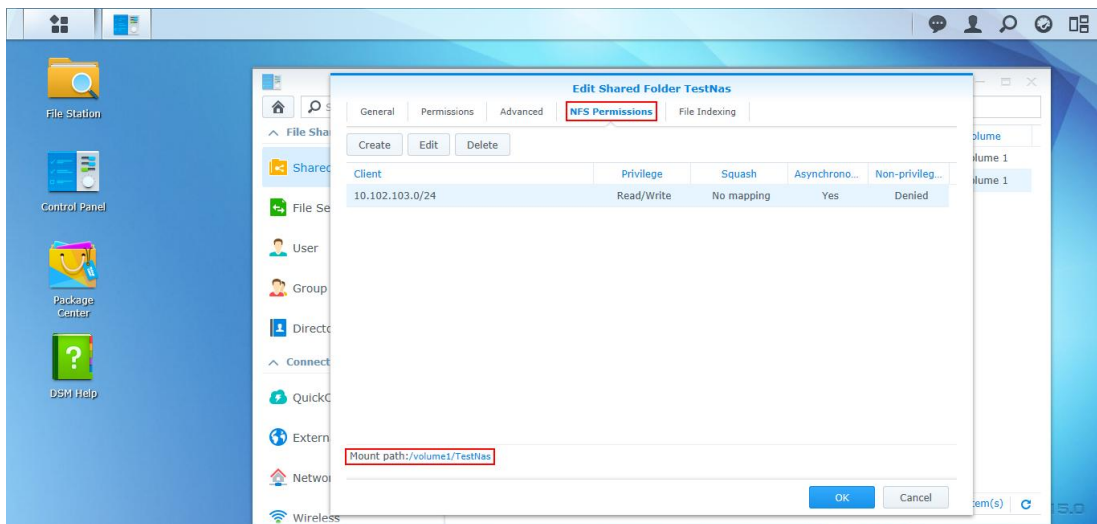 File Station
Control Panel
Package
Center
DSM Help
File Sha
Shared
File Se
User
Group
Directo
Connect
QuickC
Extern
Networ
Wireless
Edit Shared Folder TestNas
General Permissions Advanced NFS Permissions File Indexing
Create Edit Delete
Client Privilege Squash Asynchrono... Non-privileg...
10.102.103.0/24 Read/Write No mapping Yes Denied
Mount path:/volume1/TestNas
OK Cancel
olume
olume 1
olume 1
tem(s)
5.0